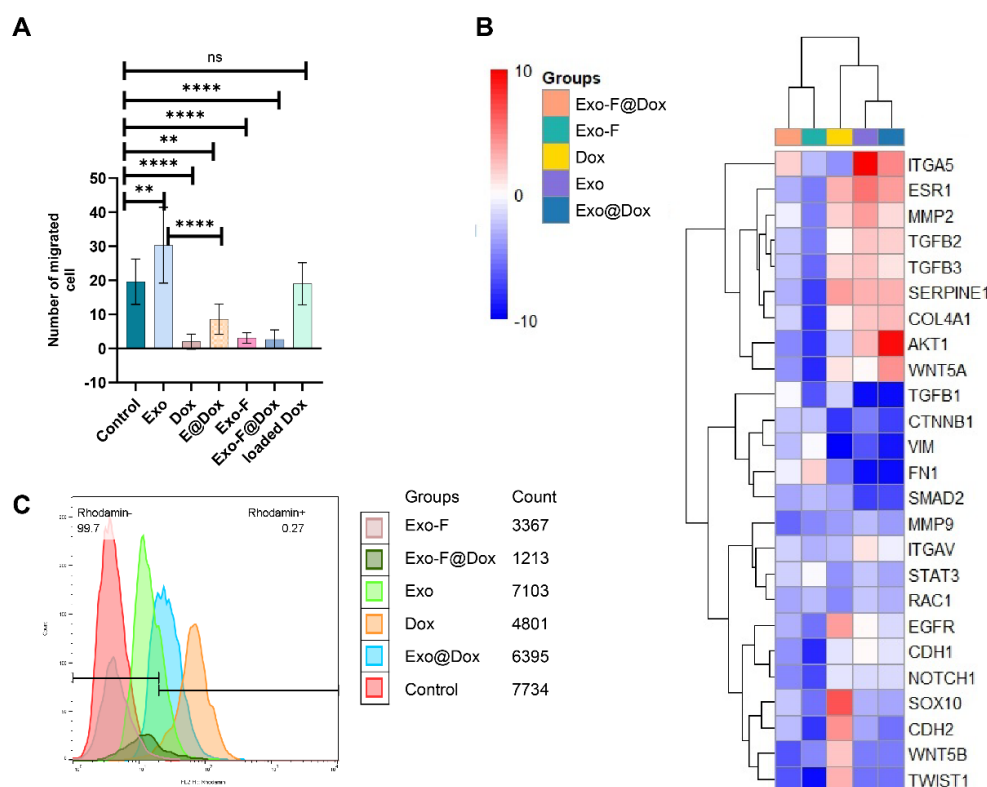 A
ns
****
****
**
****
**
****
50
40
30
20
10
0
-10
Number of migrated
cell
Control
Exo
Dox
E@Dox
Exo-F
Exo-F@Dox
loaded Dox
B
10
0
-10
Groups
Exo-F@Dox
Exo-F
Dox
Exo
Exo@Dox
ITGA5
ESR1
MMP2
TGFB2
TGFB3
SERPINE1
COL4A1
AKT1
WNT5A
TGFB1
CTNNB1
VIM
FN1
SMAD2
MMP9
ITGAV
STAT3
RAC1
EGFR
CDH1
NOTCH1
SOX10
CDH2
WNT5B
TWIST1
C
Rhodamin-
99.7
Rhodamin+
0.27
Count
Groups Count
Exo-F 3367
Exo-F@Dox 1213
Exo 7103
Dox 4801
Exo@Dox 6395
Control 7734